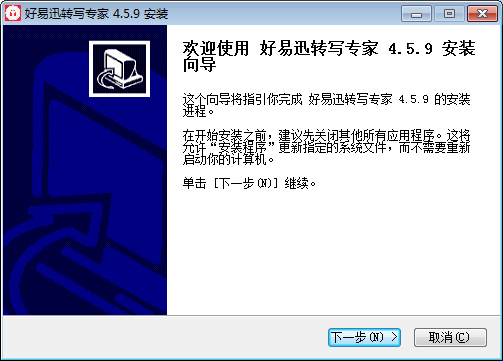 好易迅转写专家 4.5.9 安装
欢迎使用 好易迅转写专家 4.5.9 安装
向导
这个向导将指引你完成 好易迅转写专家 4.5.9 的安装
进程。
在开始安装之前，建议先关闭其他所有应用程序。这将
允许“安装程序”更新指定的系统文件，而不需要重新
启动你的计算机。
单击 [下一步(N)] 继续。
下一步(N) >
取消(C)